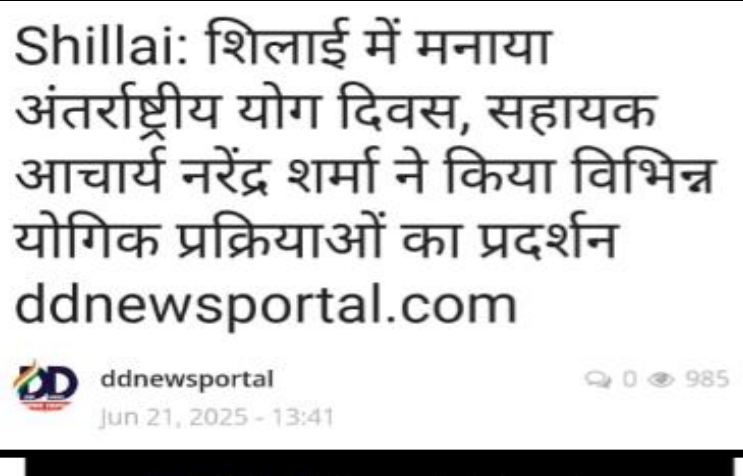 Shillai: शिलाई में मनाया
अंतर्राष्ट्रीय योग दिवस, सहायक
आचार्य नरेंद्र शर्मा ने किया विभिन्न
योगिक प्रक्रियाओं का प्रदर्शन
ddnewsportal.com
DD
ddnewsportal
0 985
Jun 21, 2025 - 13:41